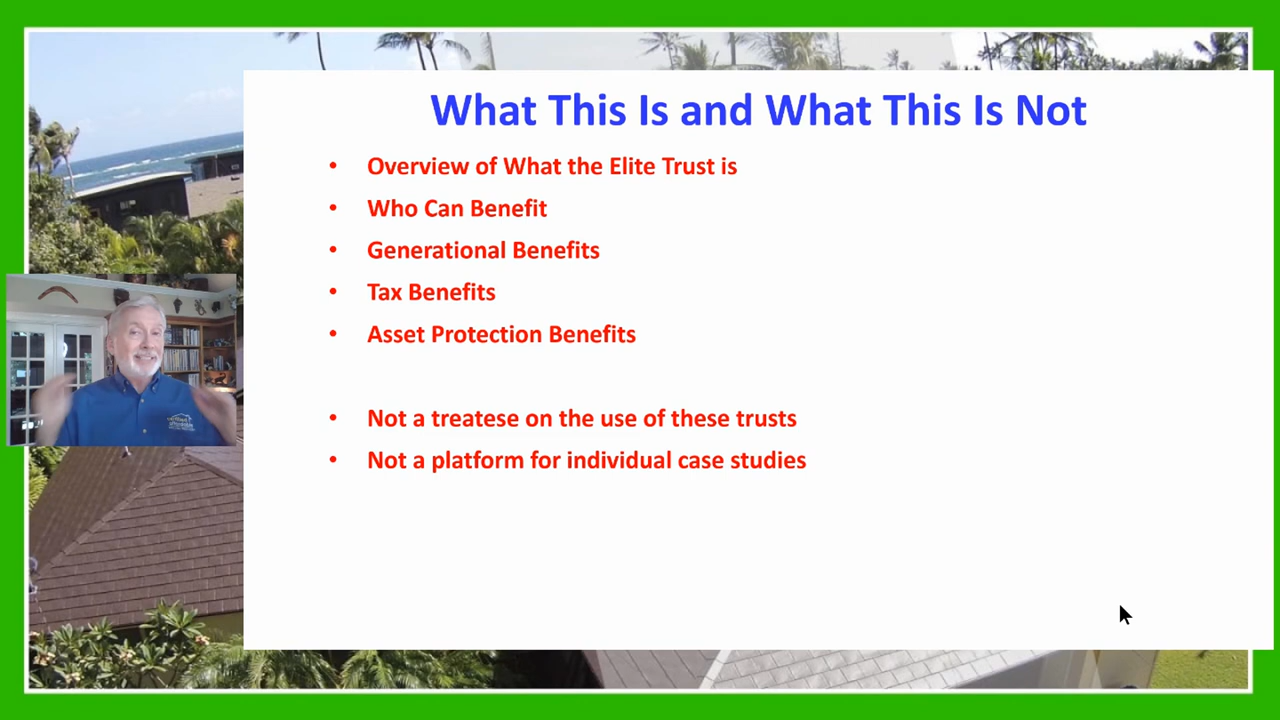 What This Is and What This Is Not
• Overview of What the Elite Trust is
• Who Can Benefit
• Generational Benefits
• Tax Benefits
• Asset Protection Benefits
• Not a treatese on the use of these trusts
• Not a platform for individual case studies